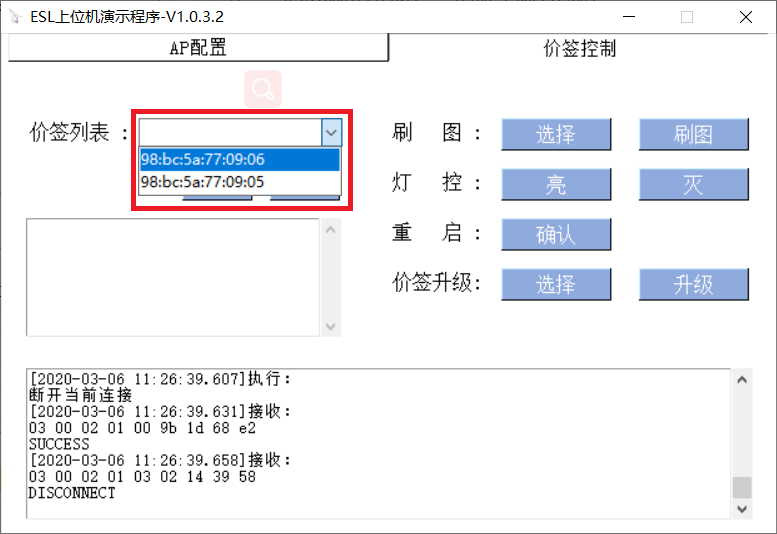 ESL上位机演示程序-V1.0.3.2
AP配置
价签控制
价签列表：
98:bc:5a:77:09:06
98:bc:5a:77:09:05
刷 图： 选择 刷图
灯 控： 亮 灭
重 启： 确认
价签升级： 选择 升级
[2020-03-06 11:26:39.607]执行：
断开当前连接
[2020-03-06 11:26:39.631]接收：
03 00 02 01 00 9b 1d 68 e2
SUCCESS
[2020-03-06 11:26:39.658]接收：
03 00 02 01 03 02 14 39 58
DISCONNECT